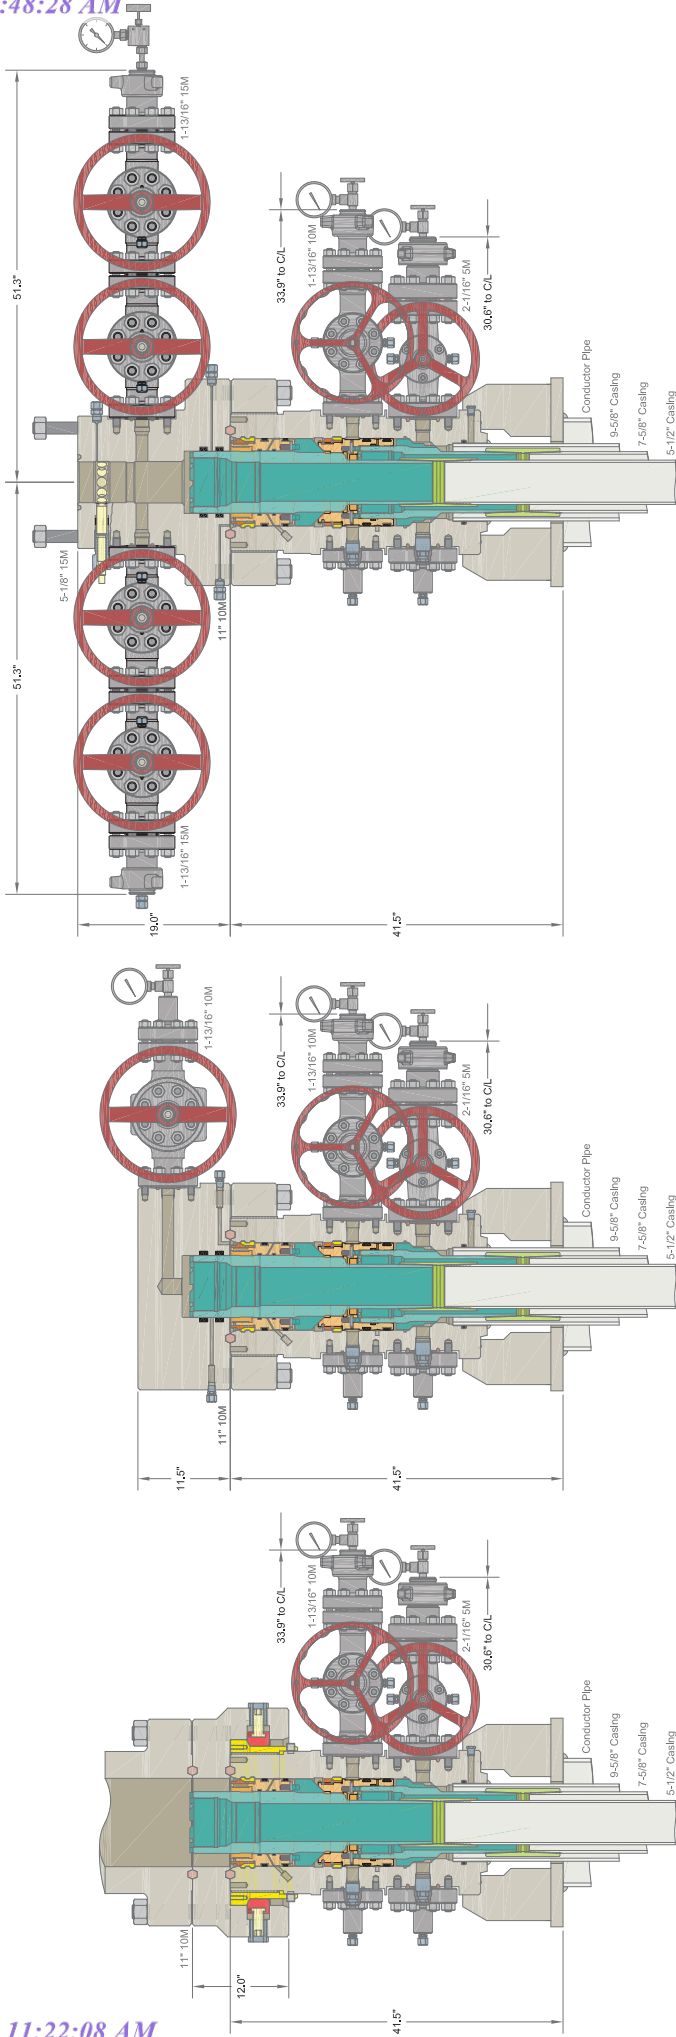 :48:28 AM
1-13/16" 15M
51.3"
33.9" to C/L
1-13/16" 10M
2-1/16" 5M
30.6" to C/L
Conductor Pipe
9-5/8" Casing
7-5/8" Casing
5-1/2" Casing
5-1/8" 15M
11" 10M
51.3"
1-13/16" 15M
19.0"
41.5"
1-13/16" 10M
33.9" to C/L
1-13/16" 10M
2-1/16" 5M
30.6" to C/L
Conductor Pipe
9-5/8" Casing
7-5/8" Casing
5-1/2" Casing
11" 10M
11.5"
41.5"
33.9" to C/L
1-13/16" 10M
2-1/16" 5M
30.6" to C/L
Conductor Pipe
9-5/8" Casing
7-5/8" Casing
5-1/2" Casing
11" 10M
12.0"
41.5"
11:22:08 AM